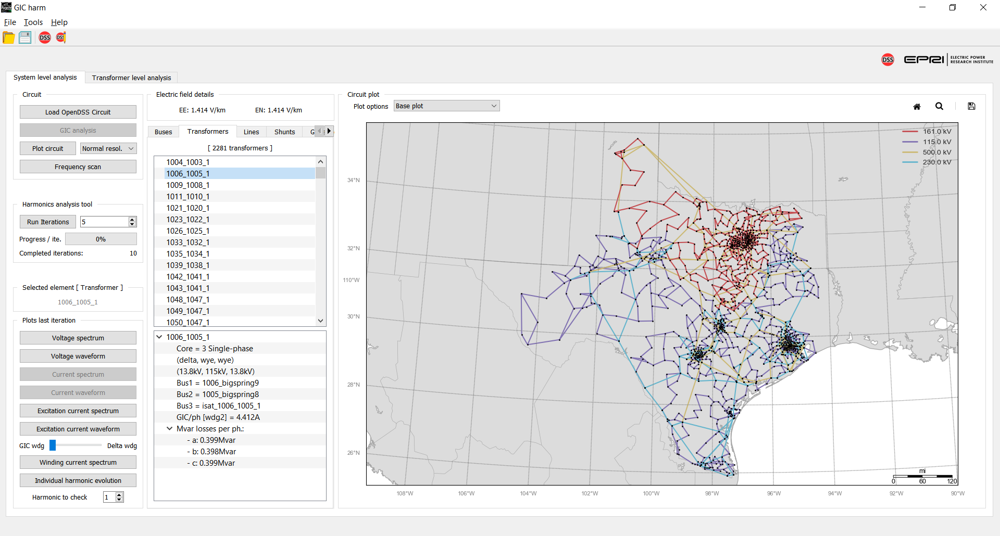 GIC harm
File Tools Help
DSS DSS
DSS EPRI ELECTRIC POWER
RESEARCH INSTITUTE
System level analysis Transformer level analysis
Circuit
Load OpenDSS Circuit
GIC analysis
Plot circuit Normal resol.
Frequency scan
Harmonics analysis tool
Run Iterations 5
Progress / ite. 0%
Completed iterations: 10
Selected element [ Transformer ]
1006_1005_1
Plots last iteration
Voltage spectrum
Voltage waveform
Current spectrum
Current waveform
Excitation current spectrum
Excitation current waveform
GIC wdg Delta wdg
Winding current spectrum
Individual harmonic evolution
Harmonic to check 1
Electric field details
EE: 1.414 V/km EN: 1.414 V/km
Buses Transformers Lines Shunts
[ 2281 transformers ]
1004_1003_1
1006_1005_1
1009_1008_1
1011_1010_1
1021_1020_1
1023_1022_1
1026_1025_1
1033_1032_1
1035_1034_1
1039_1038_1
1042_1041_1
1043_1041_1
1048_1047_1
1049_1047_1
1050_1047_1
1006_1005_1
Core = 3 Single-phase
(delta, wye, wye)
(13.8kV, 115kV, 13.8kV)
Bus1 = 1006_bigspring9
Bus2 = 1005_bigspring8
Bus3 = isat_1006_1005_1
GIC/ph [wdg2] = 4.412A
Mvar losses per ph.:
- a: 0.399Mvar
- b: 0.398Mvar
- c: 0.399Mvar
Circuit plot
Plot options Base plot
161.0 kV
115.0 kV
500.0 kV
230.0 kV
34°N
32°N
110°W
30°N
28°N
26°N
mi
0 60 120
108°W 106°W 104°W 102°W 100°W 98°W 96°W 94°W 92°W 90°W